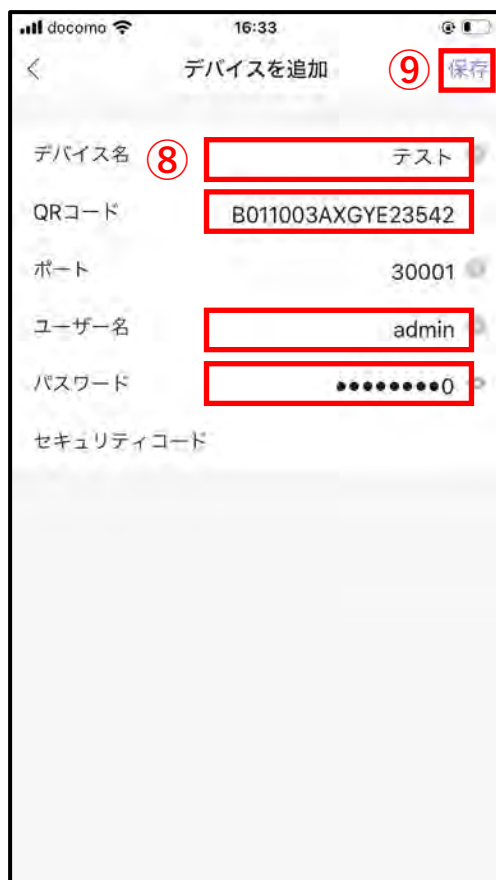 docomo 16:33
デバイスを追加 ⑨ 保存
デバイス名 ⑧ テスト
QRコード B011003AXGYE23542
ポート 30001
ユーザー名 admin
パスワード ●●●●●●●●0
セキュリティコード